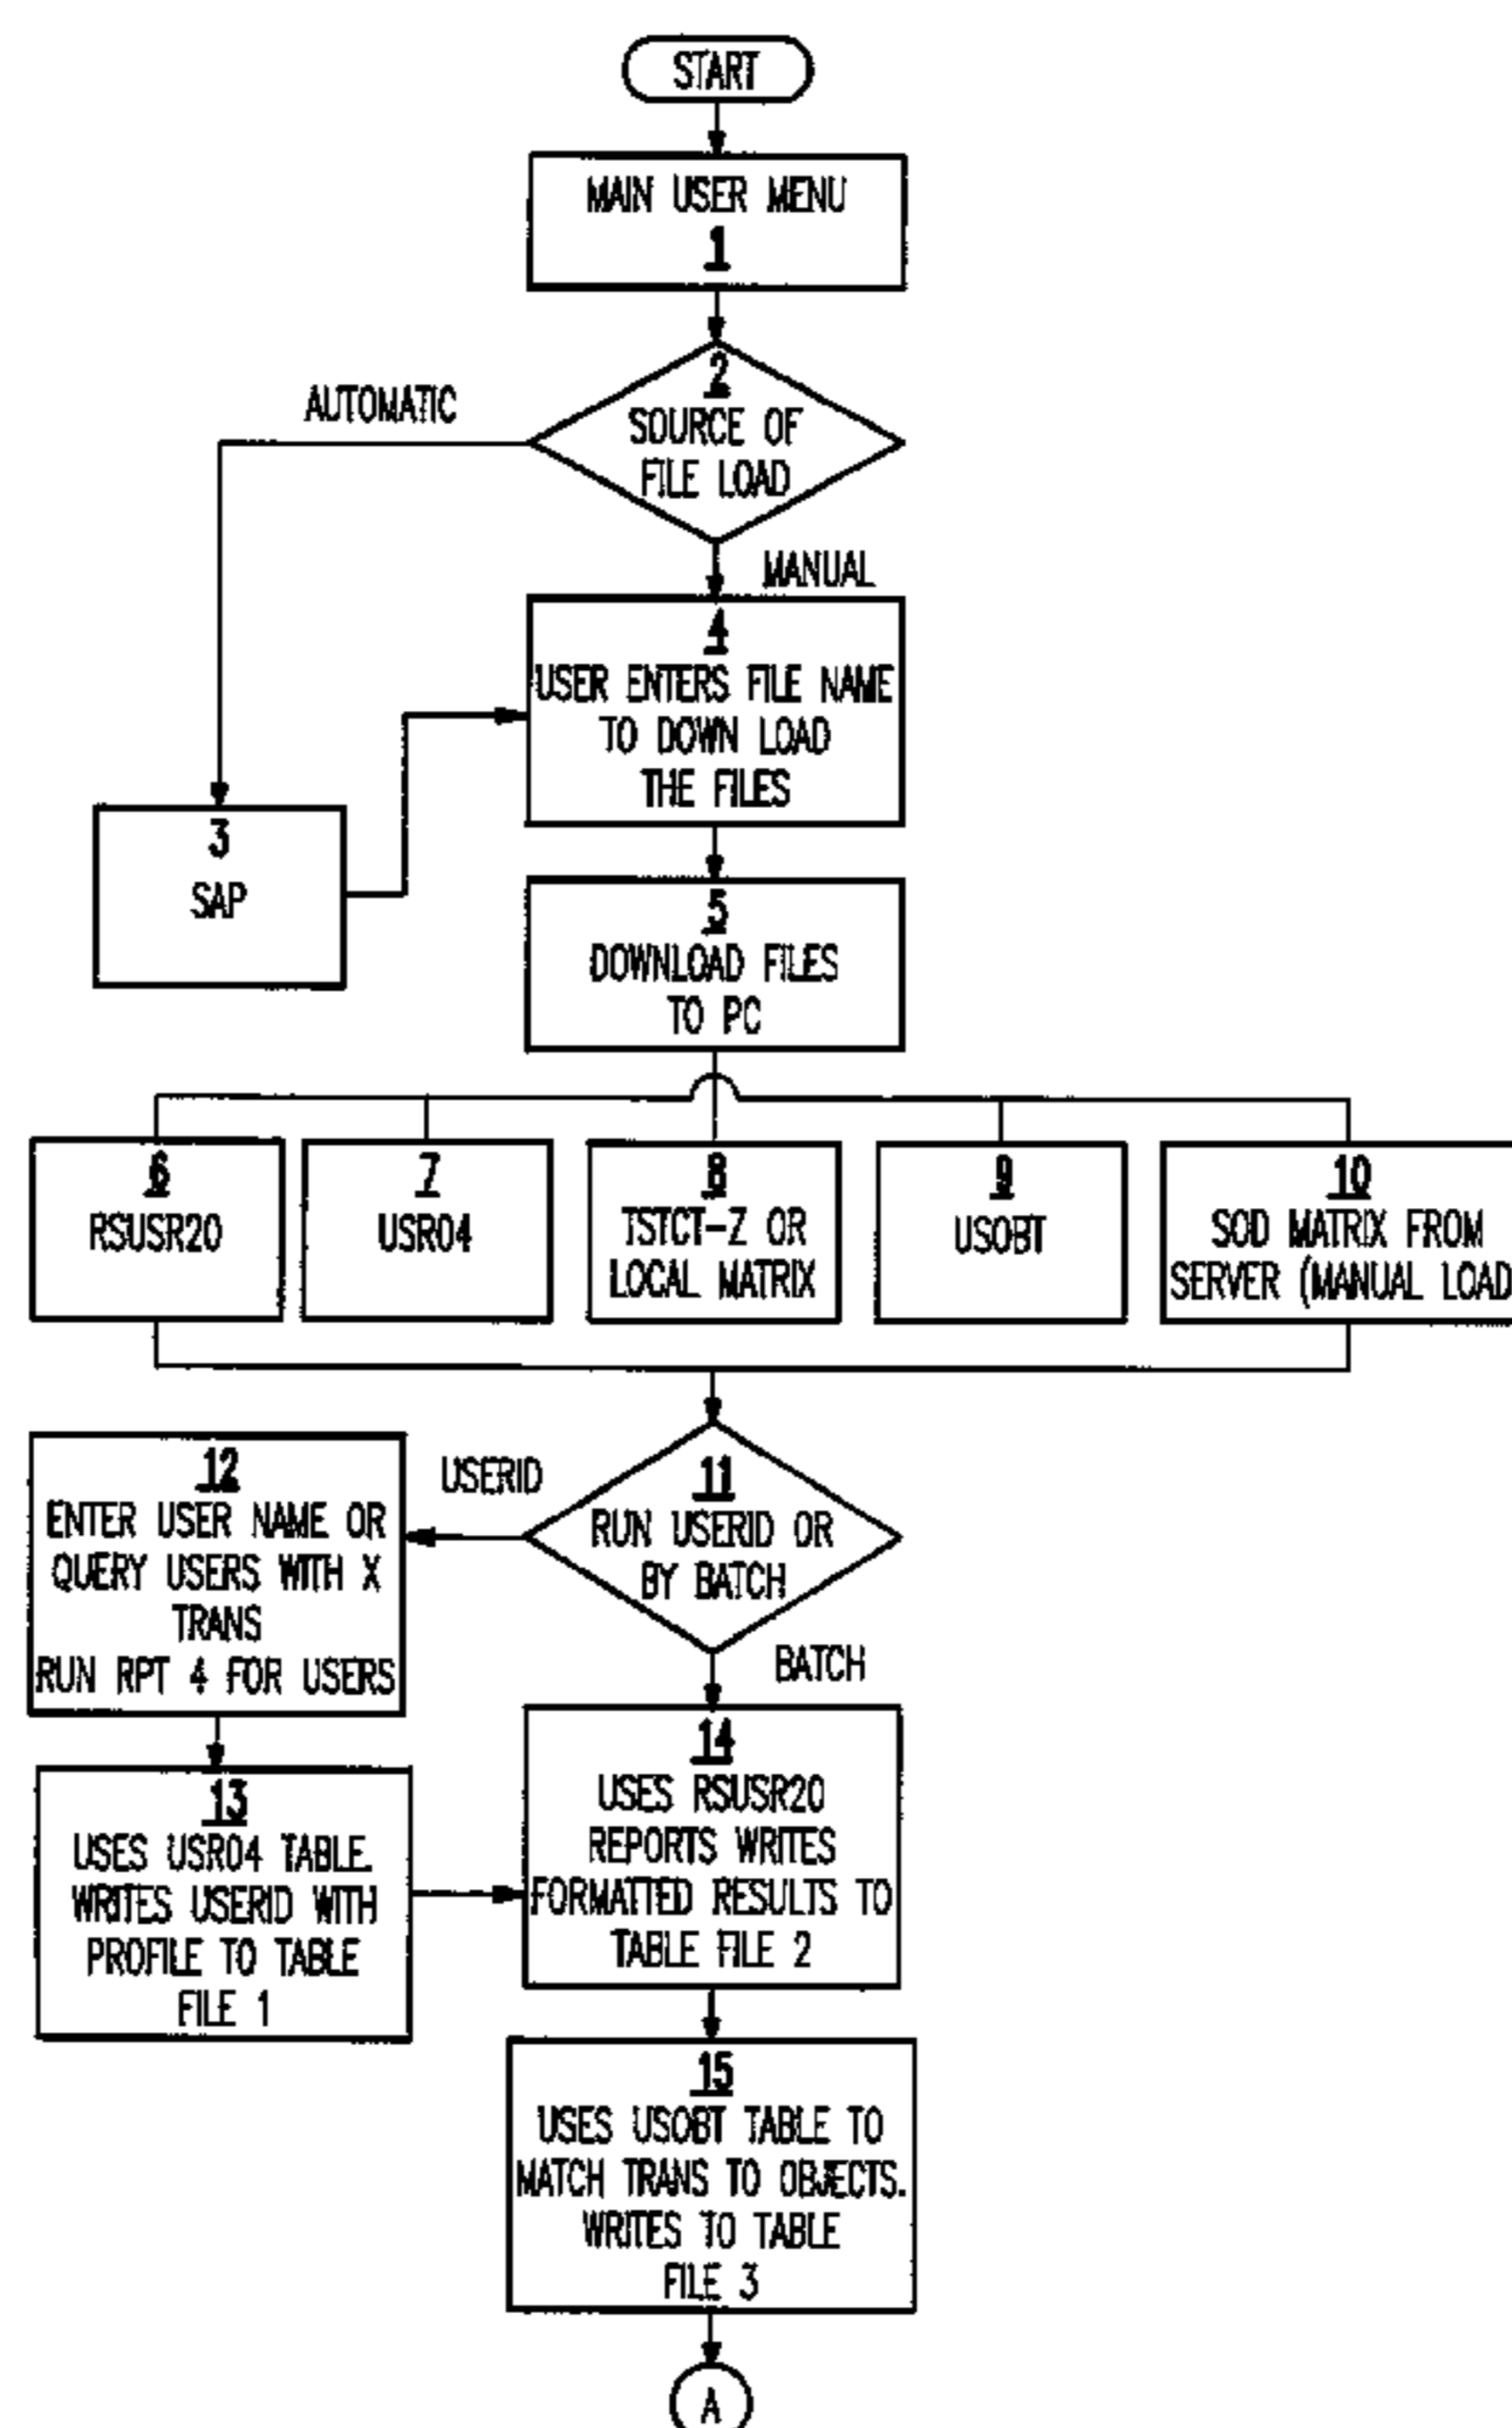 START
MAIN USER MENU
1
2
SOURCE OF
FILE LOAD
AUTOMATIC
MANUAL
4
USER ENTERS FILE NAME
TO DOWN LOAD
THE FILES
3
SAP
5
DOWNLOAD FILES
TO PC
6
RSUSR20
7
USR04
8
TSTCT-Z OR
LOCAL MATRIX
9
USOBT
10
SOD MATRIX FROM
SERVER (MANUAL LOAD
11
RUN USERID OR
BY BATCH
USERID
BATCH
12
ENTER USER NAME OR
QUERY USERS WITH X
TRANS
RUN RPT 4 FOR USERS
13
USES USR04 TABLE.
WRITES USERID WITH
PROFILE TO TABLE
FILE 1
14
USES RSUSR20
REPORTS WRITES
FORMATTED RESULTS TO
TABLE FILE 2
15
USES USOBT TABLE TO
MATCH TRANS TO OBJECTS.
WRITES TO TABLE
FILE 3
A